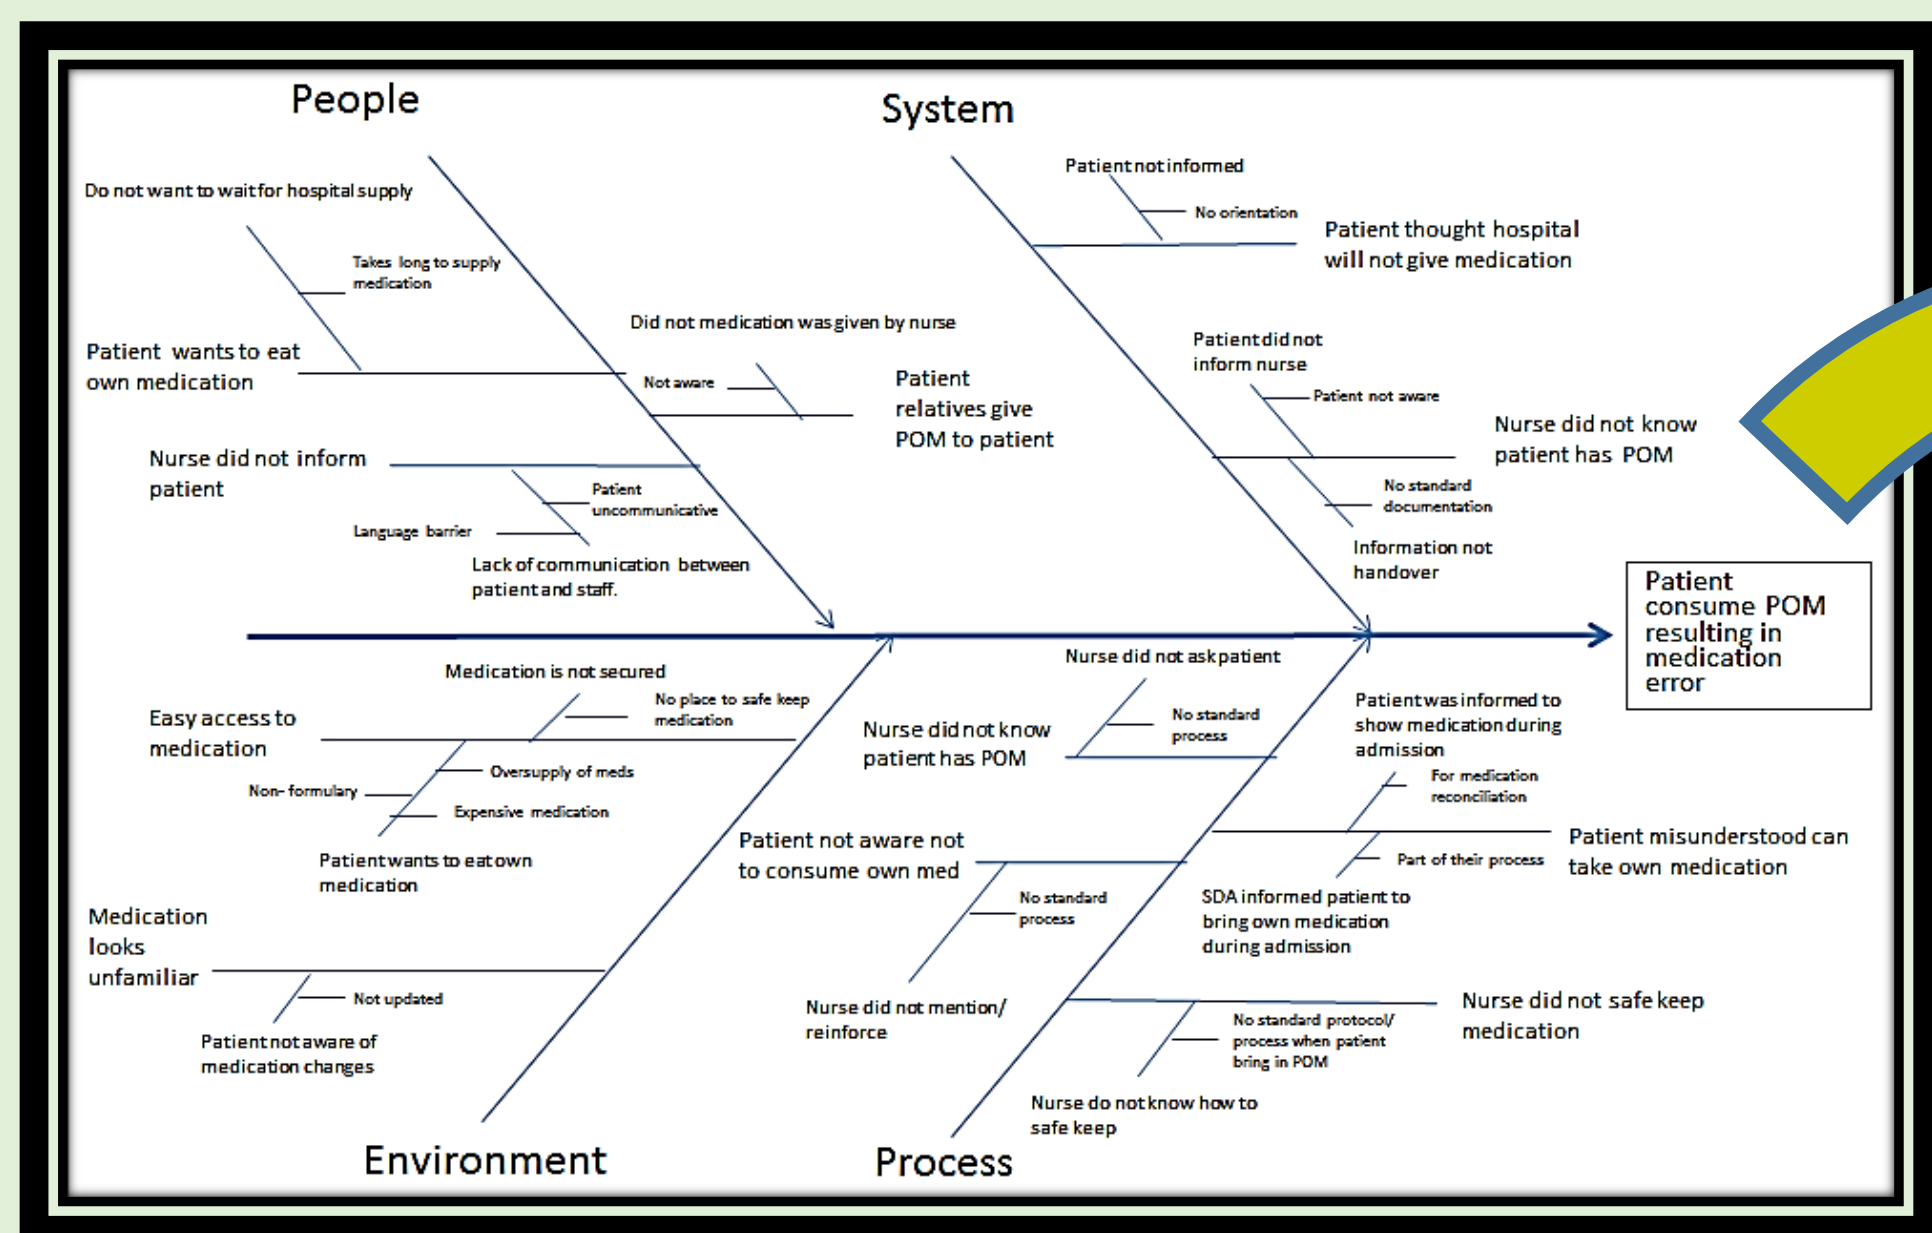 People
System
Do not want to wait for hospital supply
Takes long to supply
medication
Patient wants to eat
own medication
Did not medication was given by nurse
Not aware
Patient
relatives give
POM to patient
Nurse did not inform
patient
Patient
uncommunicative
Language barrier
Lack of communication between
patient and staff.
Patient not informed
No orientation
Patient thought hospital
will not give medication
Patient did not
inform nurse
Patient not aware
Nurse did not know
patient has POM
No standard
documentation
Information not
handover
Patient
consume POM
resulting in
medication
error
Medication is not secured
No place to safe keep
medication
Easy access to
medication
Oversupply of meds
Non- formulary
Expensive medication
Patient wants to eat own
medication
Medication
looks
unfamiliar
Not updated
Patient not aware of
medication changes
Nurse did not ask patient
No standard
process
Nurse did not know
patient has POM
Patient was informed to
show medication during
admission
For medication
reconciliation
Patient misunderstood can
take own medication
Part of their process
SDA informed patient to
bring own medication
during admission
Patient not aware not
to consume own med
No standard
process
Nurse did not mention/
reinforce
Nurse did not safe keep
medication
No standard protocol/
process when patient
bring in POM
Nurse do not know how to
safe keep
Environment
Process